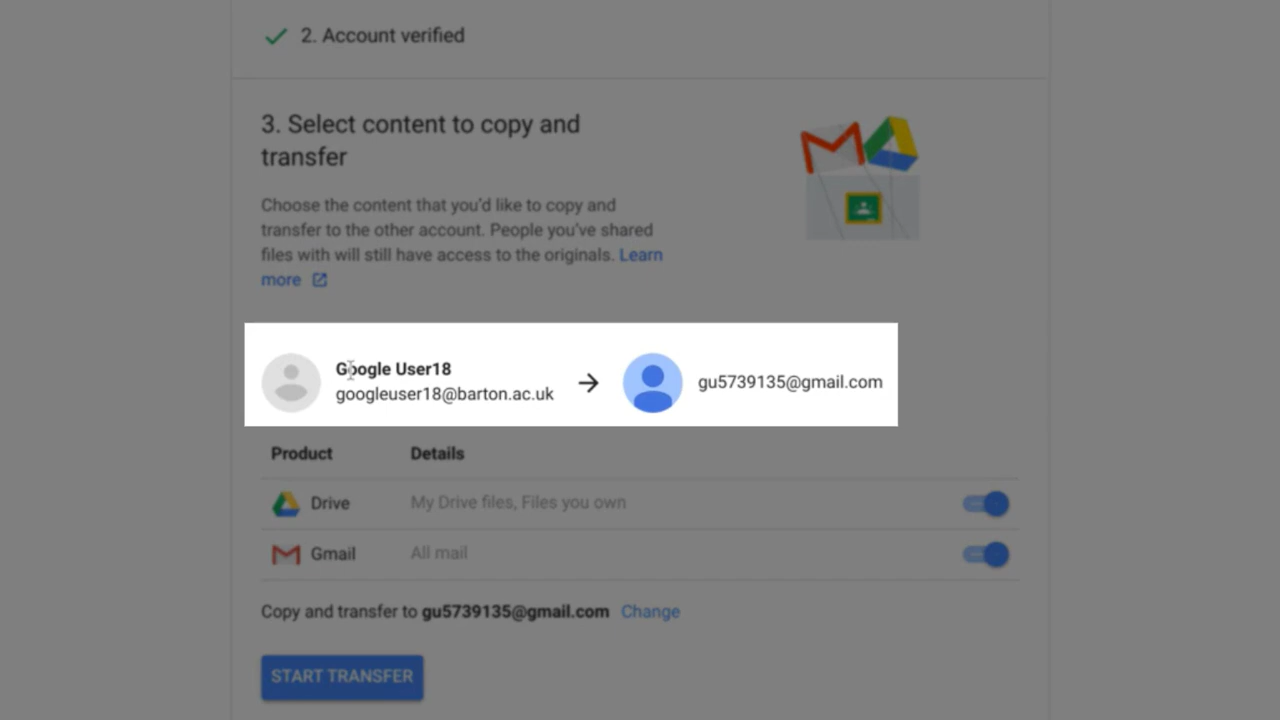 2. Account verified
3. Select content to copy and
transfer
Choose the content that you'd like to copy and
transfer to the other account. People you've shared
files with will still have access to the originals. Learn
more
Google User18
googleuser18@barton.ac.uk
gu5739135@gmail.com
Product Details
Drive My Drive files, Files you own
Gmail All mail
Copy and transfer to gu5739135@gmail.com Change
START TRANSFER